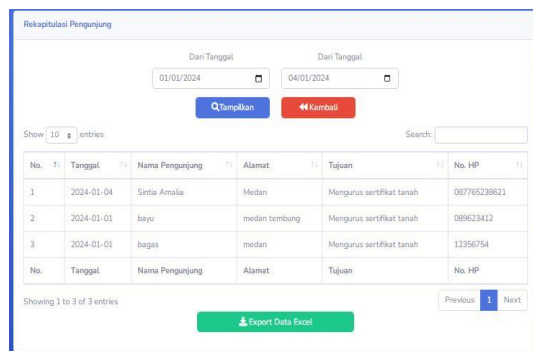 Rekapitulasi Pengunjung
Dari Tanggal Dari Tanggal
01/01/2024 04/01/2024
Tampilkan Kembali
Show 10 entries Search:
No. Tanggal Nama Pengunjung Alamat Tujuan No. HP
1 2024-01-04 Sintia Amalia Medan Mengurus sertifikat tanah 087765238621
2 2024-01-01 bayu medan tembung Mengurus sertifikat tanah 089623412
3 2024-01-01 bagas medan Mengurus sertifikat tanah 12356754
No. Tanggal Nama Pengunjung Alamat Tujuan No. HP
Showing 1 to 3 of 3 entries Previous 1 Next
Export Data Excel